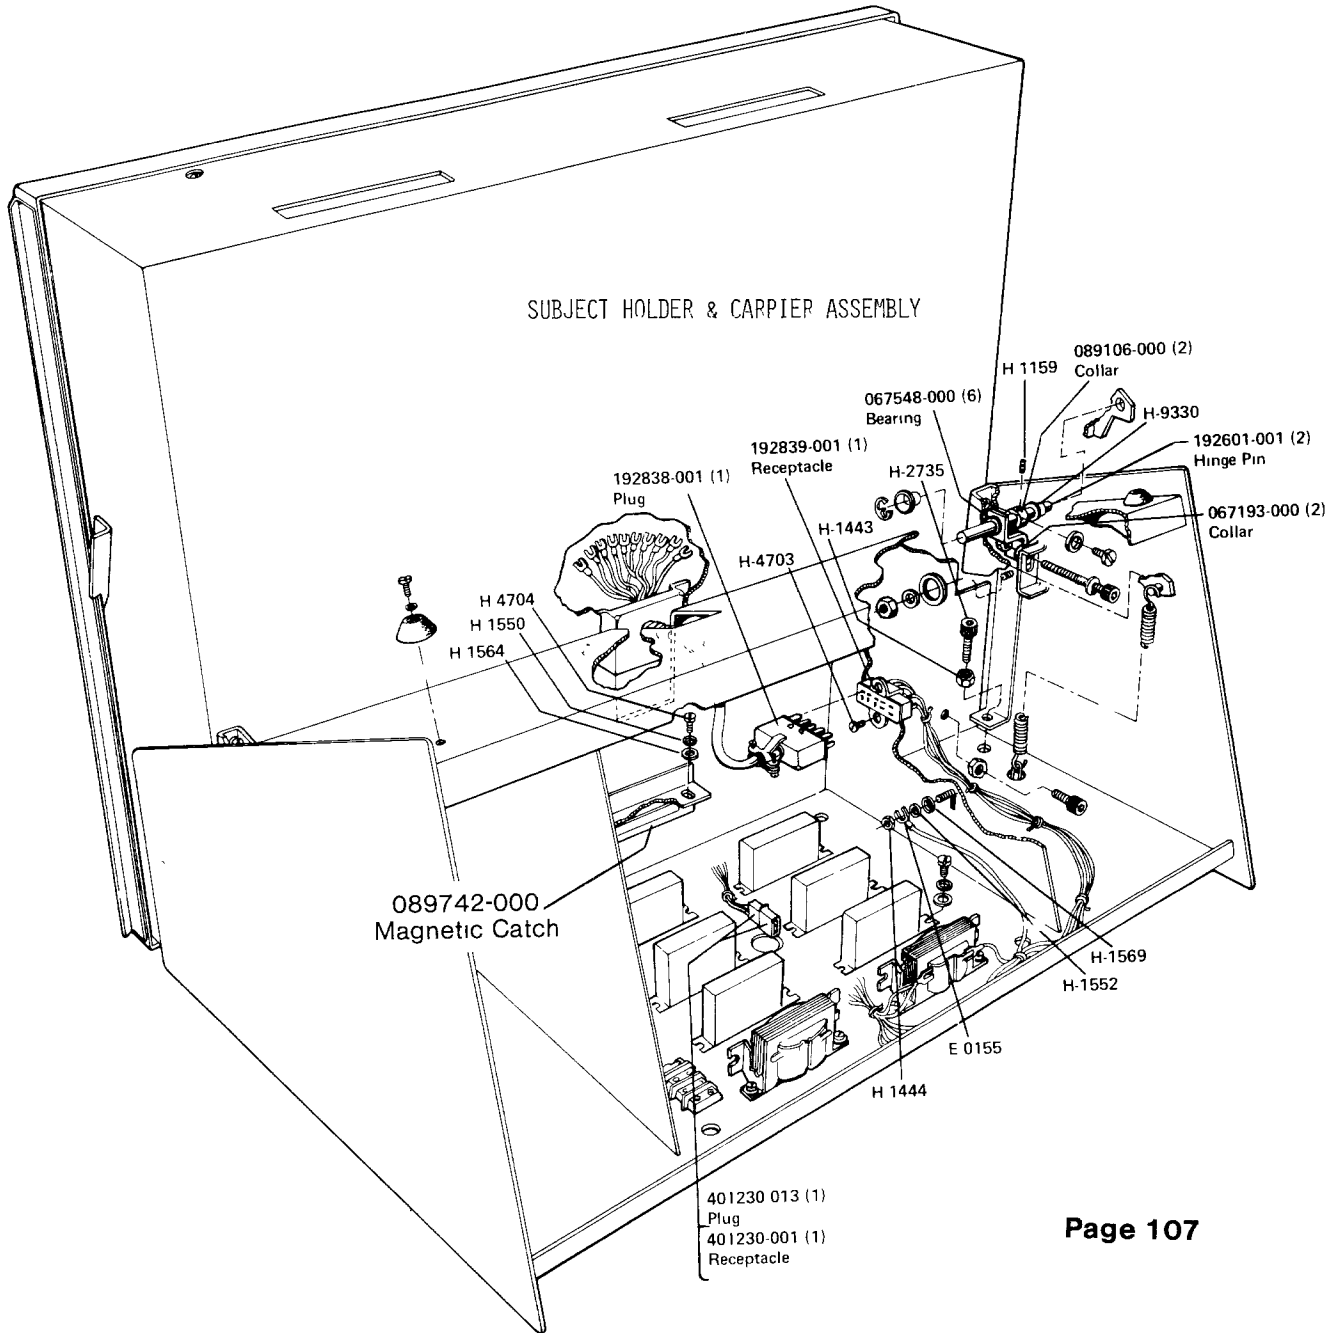 SUBJECT HOLDER & CARPIER ASSEMBLY
089106-000 (2)
Collar
H 1159
067548-000 (6)
Bearing
H-9330
192601-001 (2)
Hinge Pin
192839-001 (1)
Receptacle
H-2735
192838-001 (1)
Plug
067193-000 (2)
Collar
H-1443
H-4703
H 4704
H 1550
H 1564
089742-000
Magnetic Catch
H-1569
H-1552
E 0155
H 1444
401230 013 (1)
Plug
401230-001 (1)
Receptacle
Page 107